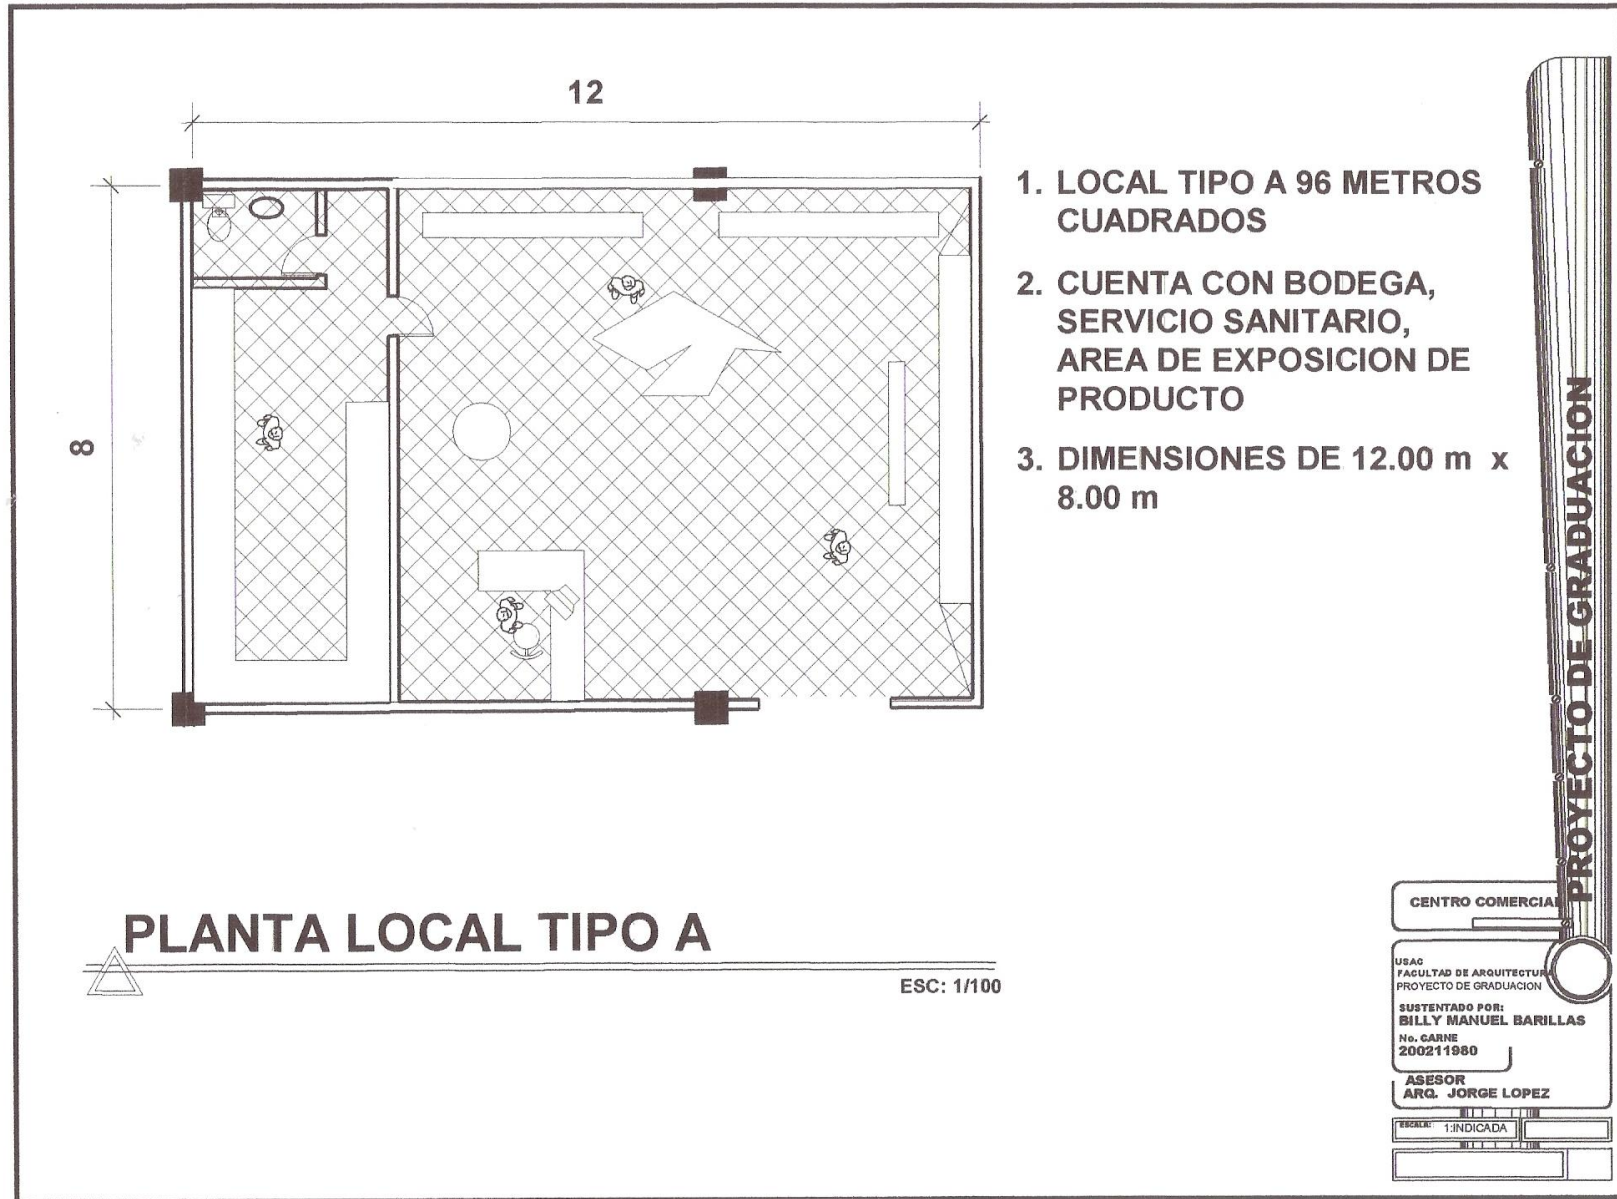 12
8
1. LOCAL TIPO A 96 METROS
CUADRADOS
2. CUENTA CON BODEGA,
SERVICIO SANITARIO,
AREA DE EXPOSICION DE
PRODUCTO
3. DIMENSIONES DE 12.00 m x
8.00 m
PLANTA LOCAL TIPO A
ESC: 1/100
PROYECTO DE GRADUACION
CENTRO COMERCIAL
USAC
FACULTAD DE ARQUITECTURA
PROYECTO DE GRADUACION
SUSTENTADO POR:
BILLY MANUEL BARILLAS
No. CARNE
200211980
ASESOR
ARQ. JORGE LOPEZ
ESCALA: 1:INDICADA